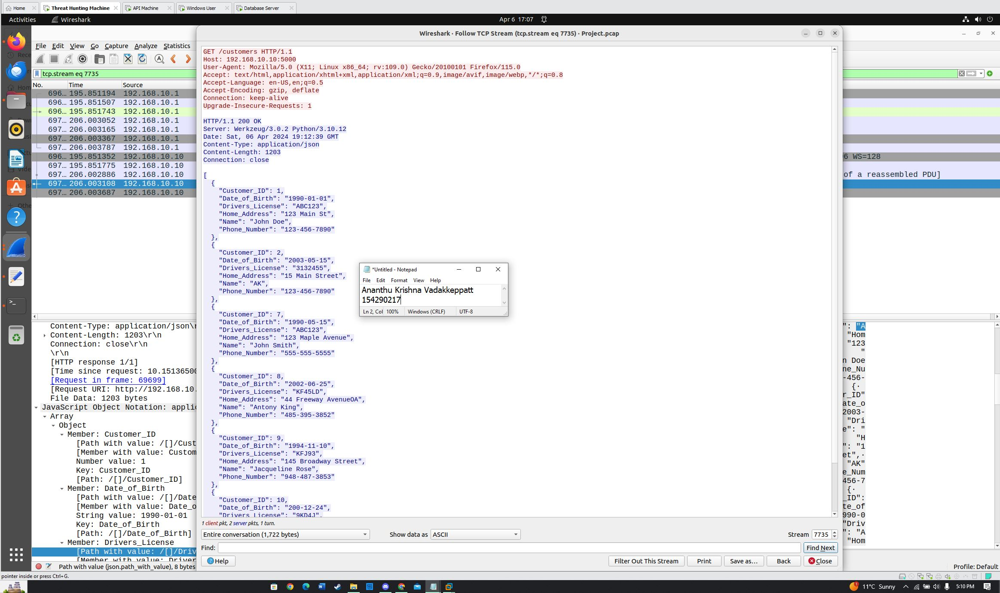 Home
Threat Hunting Machine
API Machine
Windows User
Database Server
Activities
Wireshark
Apr 6 17:07
Wireshark · Follow TCP Stream (tcp.stream eq 7735) · Project.pcap
File Edit View Go Capture Analyze Statistics
tcp.stream eq 7735
No. Time Source
696… 195.851194 192.168.10.1
696… 195.851507 192.168.10.1
696… 195.851743 192.168.10.1
697… 206.003052 192.168.10.1
697… 206.003165 192.168.10.1
697… 206.003367 192.168.10.1
697… 206.003787 192.168.10.1
696… 195.851352 192.168.10.10
697… 195.851775 192.168.10.10
697… 206.002886 192.168.10.10
697… 206.003108 192.168.10.10
697… 206.003687 192.168.10.10
6 WS=128
of a reassembled PDU]
GET /customers HTTP/1.1
Host: 192.168.10.10:5000
User-Agent: Mozilla/5.0 (X11; Linux x86_64; rv:109.0) Gecko/20100101 Firefox/115.0
Accept: text/html,application/xhtml+xml,application/xml;q=0.9,image/avif,image/webp,*/*;q=0.8
Accept-Language: en-US,en;q=0.5
Accept-Encoding: gzip, deflate
Connection: keep-alive
Upgrade-Insecure-Requests: 1
HTTP/1.1 200 OK
Server: Werkzeug/3.0.2 Python/3.10.12
Date: Sat, 06 Apr 2024 19:12:39 GMT
Content-Type: application/json
Content-Length: 1203
Connection: close
[
{
"Customer_ID": 1,
"Date_of_Birth": "1990-01-01",
"Drivers_License": "ABC123",
"Home_Address": "123 Main St",
"Name": "John Doe",
"Phone_Number": "123-456-7890"
},
{
"Customer_ID": 2,
"Date_of_Birth": "2003-05-15",
"Drivers_License": "3132455",
"Home_Address": "15 Main Street",
"Name": "AK",
"Phone_Number": "123-456-7890"
},
{
"Customer_ID": 7,
"Date_of_Birth": "1990-05-15",
"Drivers_License": "ABC123",
"Home_Address": "123 Maple Avenue",
"Name": "John Smith",
"Phone_Number": "555-555-5555"
},
{
"Customer_ID": 8,
"Date_of_Birth": "2002-06-25",
"Drivers_License": "KF45LD",
"Home_Address": "44 Freeway AvenueOA",
"Name": "Antony King",
"Phone_Number": "485-395-3852"
},
{
"Customer_ID": 9,
"Date_of_Birth": "1994-11-10",
"Drivers_License": "KFJ93",
"Home_Address": "145 Broadway Street",
"Name": "Jacqueline Rose",
"Phone_Number": "948-487-3853"
},
{
"Customer_ID": 10,
"Date_of_Birth": "200-12-24",
"Drivers_License": "9KD4J",
*Untitled - Notepad
File Edit Format View Help
Ananthu Krishna Vadakkeppatt
154290217
Ln 2, Col 100% Windows (CRLF) UTF-8
Content-Type: application/json\r
Content-Length: 1203\r\n
Connection: close\r\n
\r\n
[HTTP response 1/1]
[Time since request: 10.15136500
[Request in frame: 69699]
[Request URI: http://192.168.10.
File Data: 1203 bytes
JavaScript Object Notation: applic
Array
Object
Member: Customer_ID
[Path with value: /[]/Cust
[Member with value: Custom
Number value: 1
Key: Customer_ID
[Path: /[]/Customer_ID]
Member: Date_of_Birth
[Path with value: /[]/Date
[Member with value: Date_o
String value: 1990-01-01
Key: Date_of_Birth
[Path: /[]/Date_of_Birth]
Member: Drivers_License
[Path with value: /[]/Driv
[Member with value: Driver
": "A
"Hom
"123
"
n Doe
ne_Nu
-456-
{·
r_ID"
ate_o
2003-
"Dri
e": "
"H
": "1
et",·
"AK"
e_Num
456-7
{·
_ID":
te_of
990-0
"Driv
": "A
"Hom
1 client pkt, 2 server pkts, 1 turn.
Entire conversation (1,722 bytes)
Show data as ASCII
Stream 7735
Find:
Find Next
Help
Filter Out This Stream
Print
Save as…
Back
Close
Path with value (json.path_with_value), 8 bytes
Profile: Default
pointer inside or press Ctrl+G.
11°C Sunny
5:10 PM